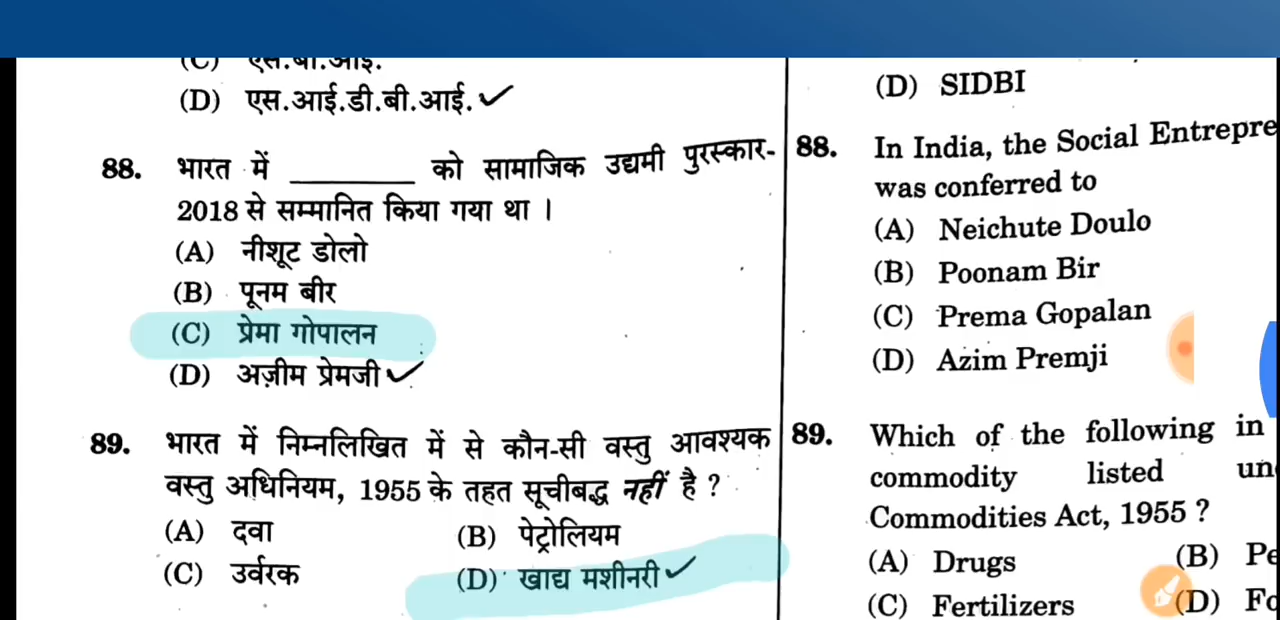 (C) एस.बी.आई.
(D) एस.आई.डी.बी.आई.
88. भारत में ________ को सामाजिक उद्यमी पुरस्कार-
2018 से सम्मानित किया गया था ।
(A) नीशूट डोलो
(B) पूनम बीर
(C) प्रेमा गोपालन
(D) अज़ीम प्रेमजी
89. भारत में निम्नलिखित में से कौन-सी वस्तु आवश्यक
वस्तु अधिनियम, 1955 के तहत सूचीबद्ध नहीं है ?
(A) दवा (B) पेट्रोलियम
(C) उर्वरक (D) खाद्य मशीनरी
(D) SIDBI
88. In India, the Social Entrepre
was conferred to
(A) Neichute Doulo
(B) Poonam Bir
(C) Prema Gopalan
(D) Azim Premji
89. Which of the following in
commodity listed un
Commodities Act, 1955 ?
(A) Drugs (B) Pe
(C) Fertilizers (D) Fo